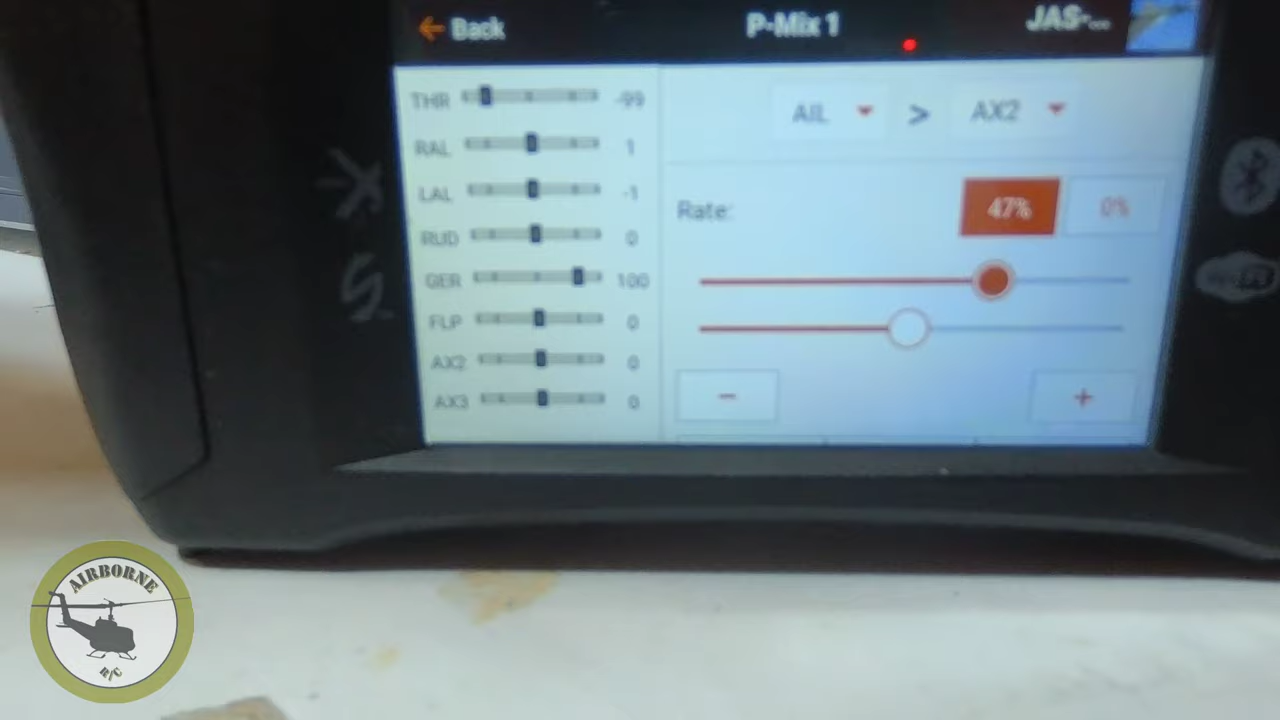 Back P-Mix 1 JAS-...
THR -99
RAL 1
LAL -1
RUD 0
GER 100
FLP 0
AX2 0
AX3 0
AIL > AX2
Rate: 47% 0%
- +
AIRBORNE
R/C